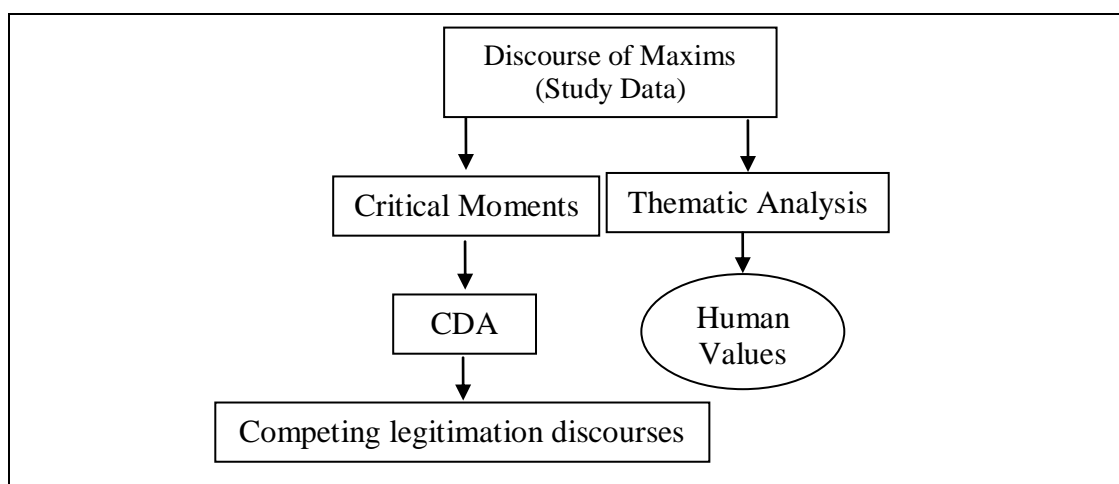 Discourse of Maxims
(Study Data)
Critical Moments
Thematic Analysis
CDA
Human
Values
Competing legitimation discourses